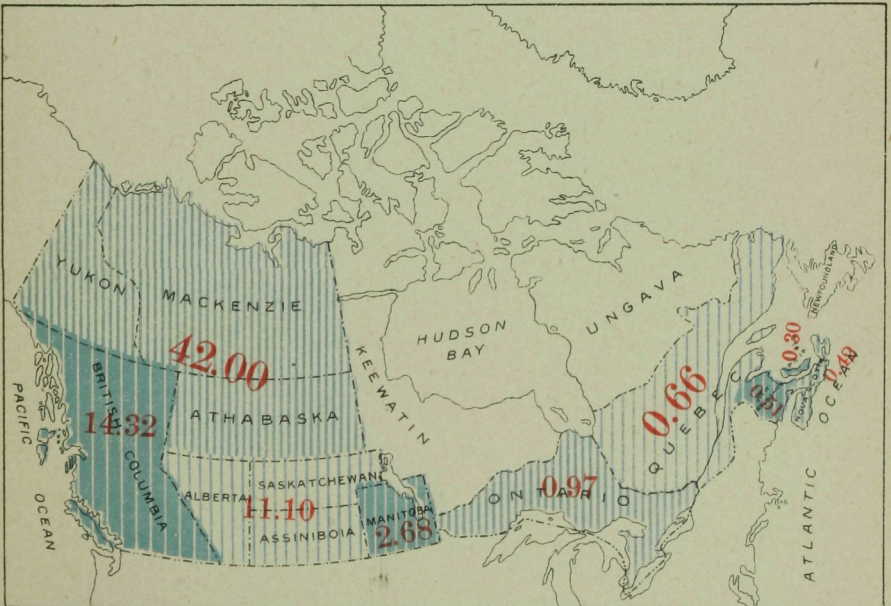 YUKON
MACKENZIE
42.00
BRITISH COLUMBIA
14.32
PACIFIC OCEAN
ATHABASKA
ALBERTA
SASKATCHEWAN
11.10
ASSINIBOIA
MANITOBA
2.68
KEEWATIN
HUDSON
BAY
UNGAVA
ONTARIO
0.97
QUEBEC
0.66
NEWFOUNDLAND
0.30
NOVA SCOTIA
ATLANTIC OCEAN